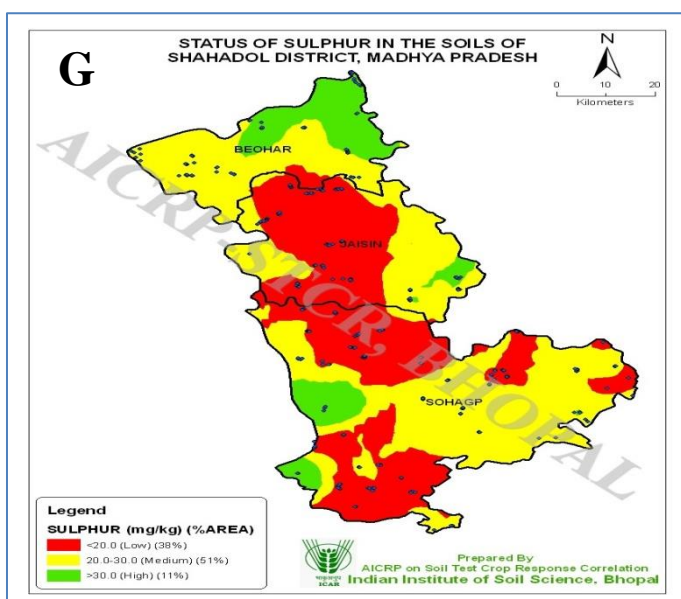 G
STATUS OF SULPHUR IN THE SOILS OF
SHAHADOL DISTRICT, MADHYA PRADESH
N
0 10 20
Kilometers
BEOHAR
JAISIN
SOHAGP
AICRP-STCR, BHOPAL
Legend
SULPHUR (mg/kg) (%AREA)
<20.0 (Low) (38%)
20.0-30.0 (Medium) (51%)
>30.0 (High) (11%)
ICAR
Prepared By
AICRP on Soil Test Crop Response Correlation
Indian Institute of Soil Science, Bhopal